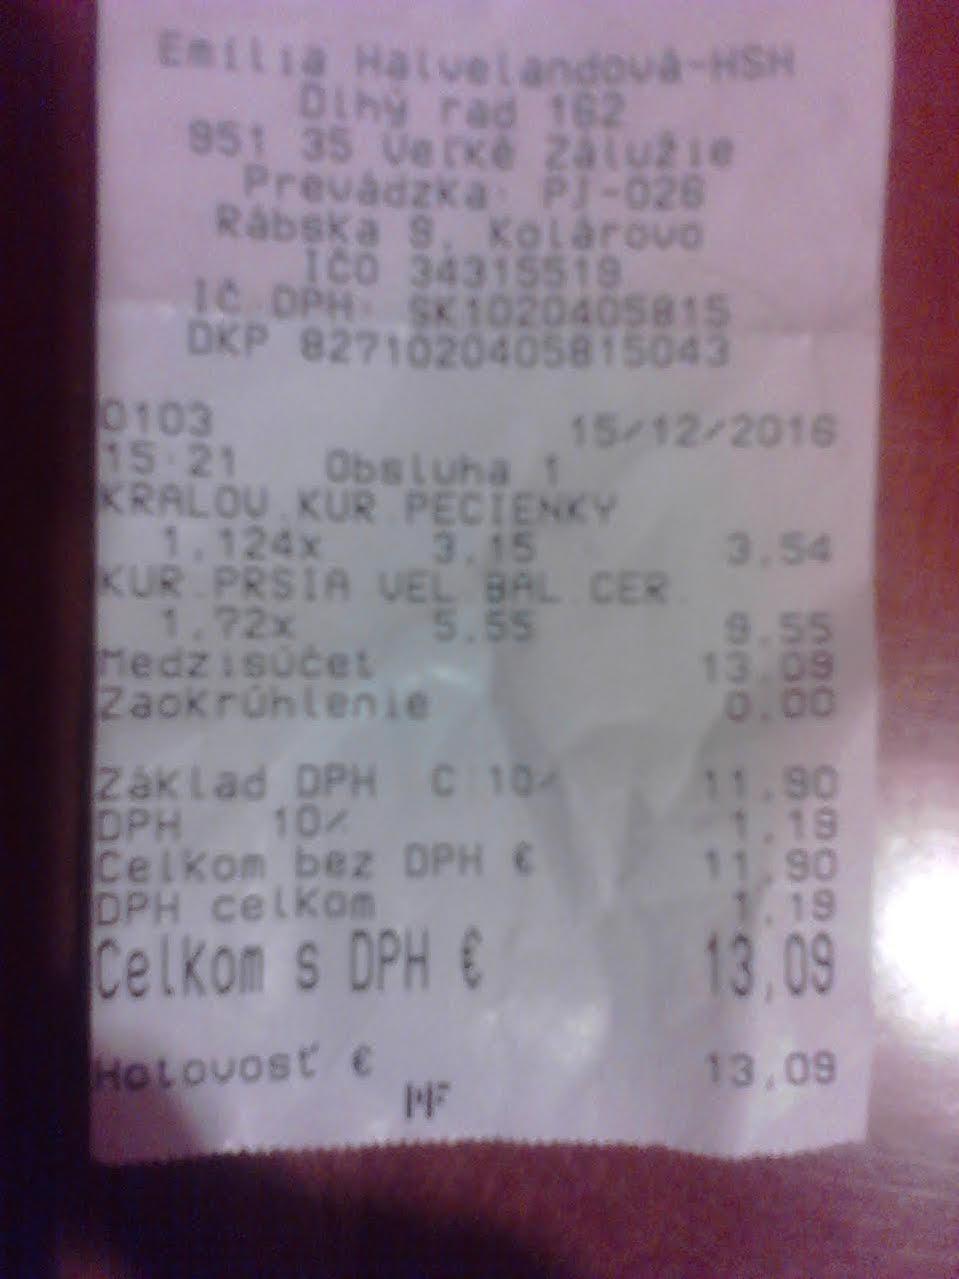 Emília Halvelandová-HSH
Dlhý rad 162
951 35 Veľké Zálužie
Prevádzka: PJ-026
Rábska 9, Kolárovo
IČO 34315519
IČ DPH: SK1020405815
DKP 8271020405815043
0103 15/12/2016
15:21 Obsluha 1
KRALOV.KUR.PECIENKY
1.124x 3,15 3,54
KUR.PRSIA VEL.BAL.CER.
1.72x 5.55 9.55
Medzisúčet 13.09
Zaokrúhlenie 0.00
Základ DPH C:10% 11,90
DPH 10% 1,19
Celkom bez DPH € 11,90
DPH celkom 1,19
Celkom s DPH € 13,09
Hotovosť € 13,09
MF